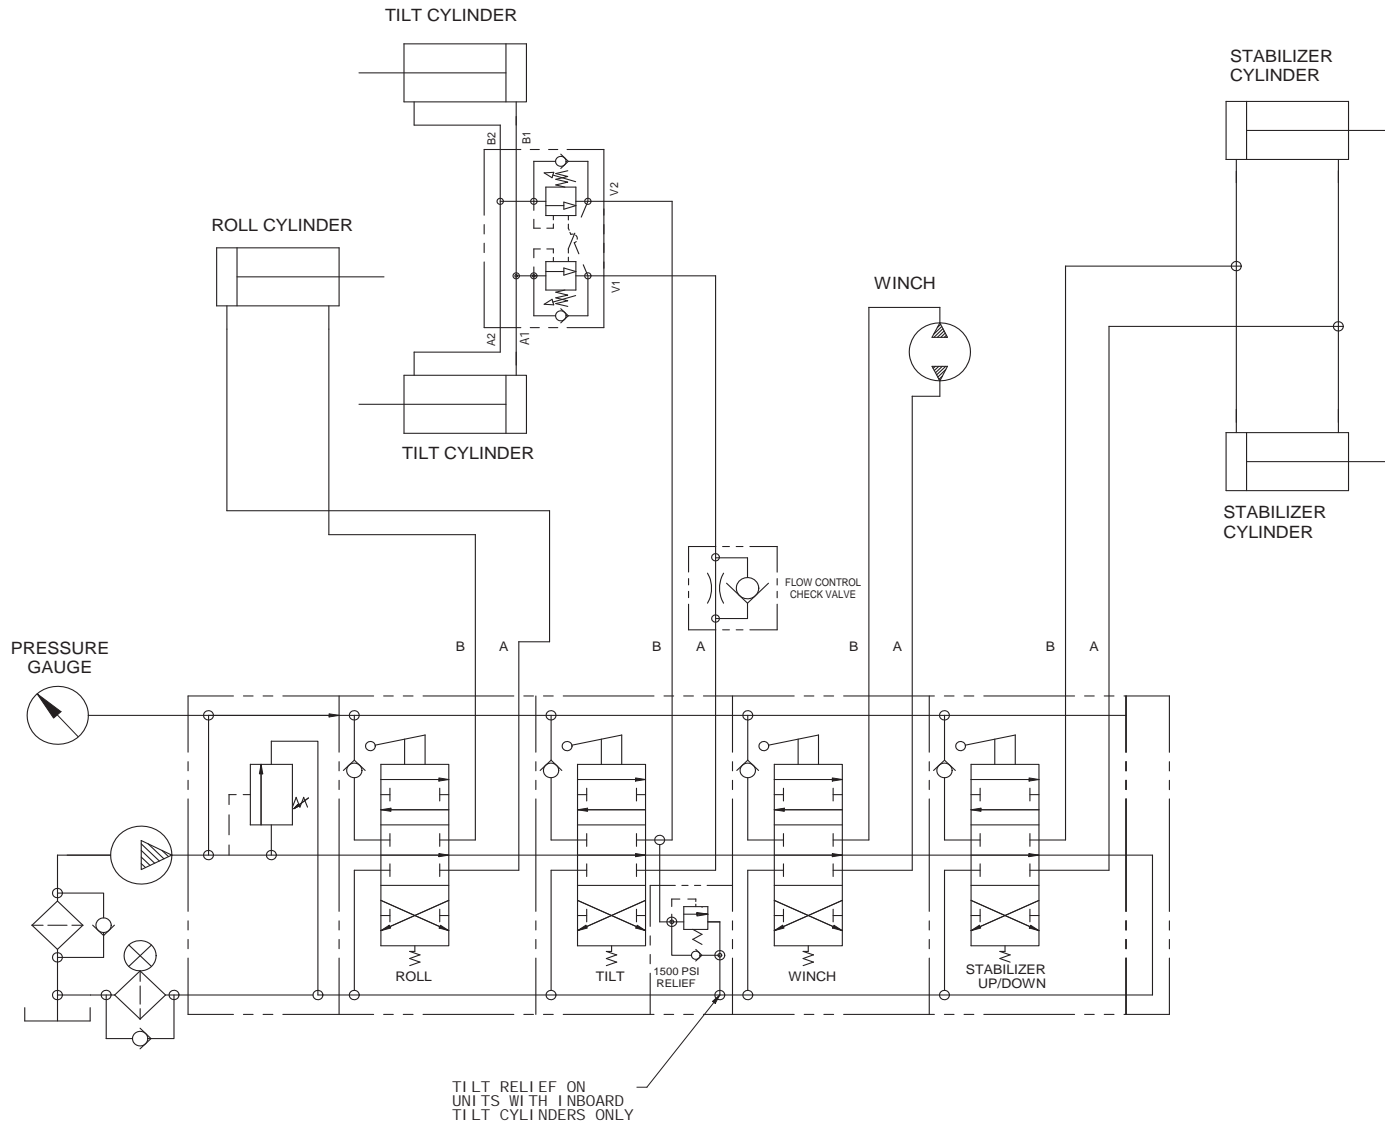 TILT CYLINDER
STABILIZER
CYLINDER
B2
B1
V2
ROLL CYLINDER
WINCH
V1
A2
A1
TILT CYLINDER
STABILIZER
CYLINDER
FLOW CONTROL
CHECK VALVE
PRESSURE
GAUGE
B
A
B
A
B
A
B
A
ROLL
TILT
1500 PSI
RELIEF
WINCH
STABILIZER
UP/DOWN
TILT RELIEF ON
UNITS WITH INBOARD
TILT CYLINDERS ONLY